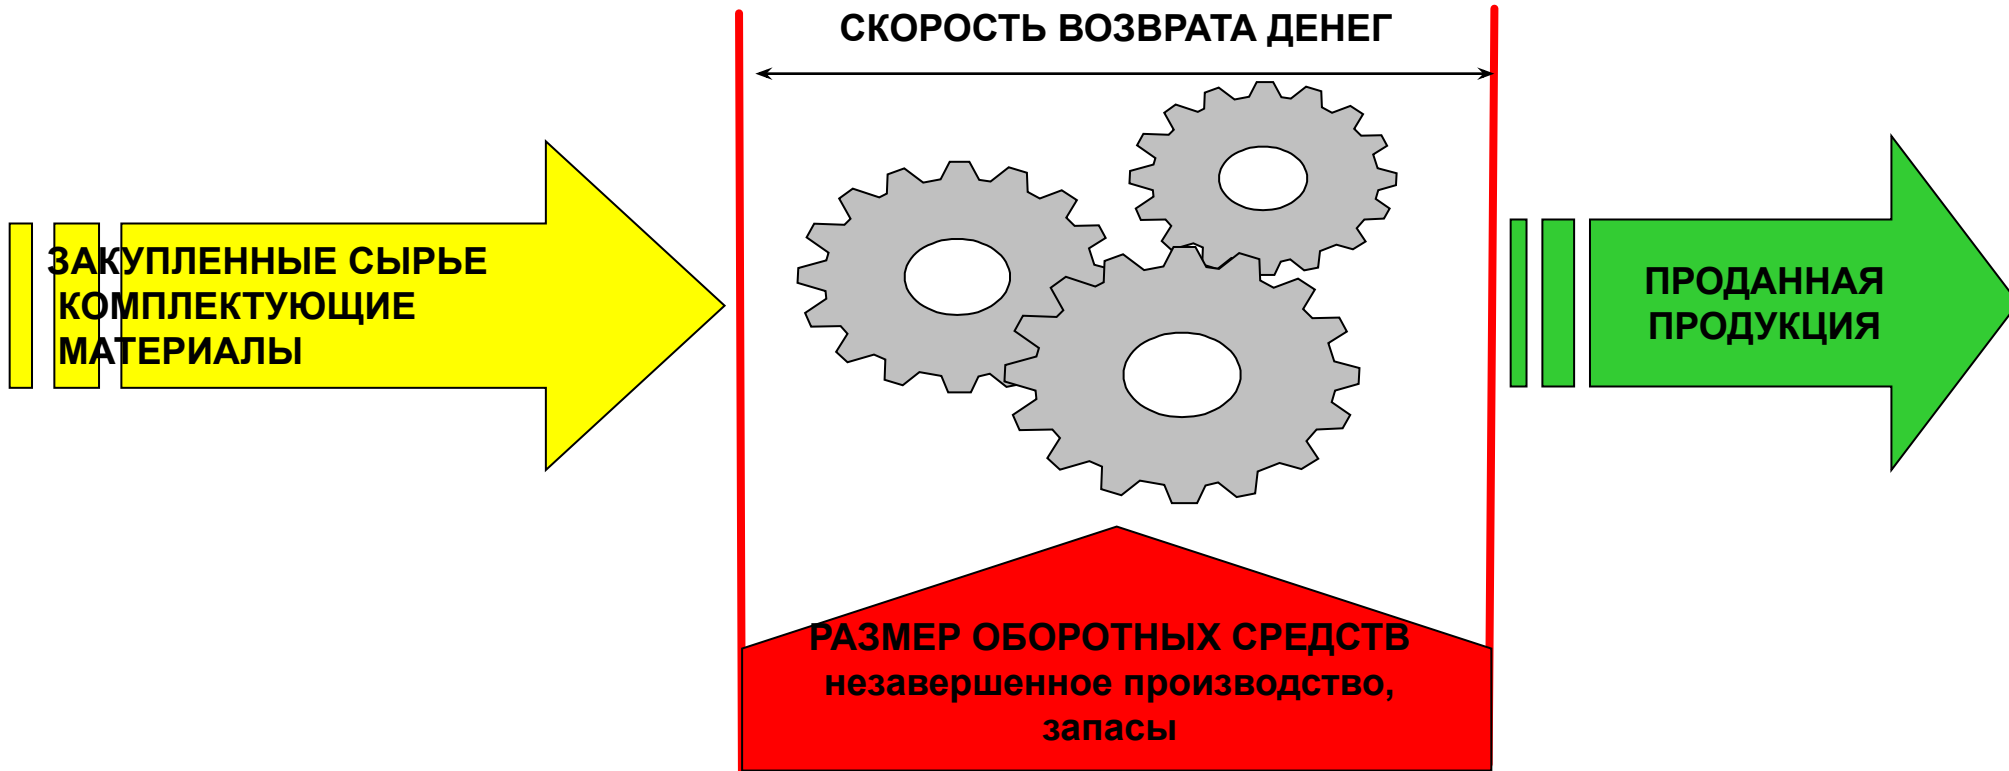 СКОРОСТЬ ВОЗВРАТА ДЕНЕГ
ЗАКУПЛЕННЫЕ СЫРЬЕ
КОМПЛЕКТУЮЩИЕ
МАТЕРИАЛЫ
ПРОДАННАЯ
ПРОДУКЦИЯ
РАЗМЕР ОБОРОТНЫХ СРЕДСТВ
незавершенное производство,
запасы